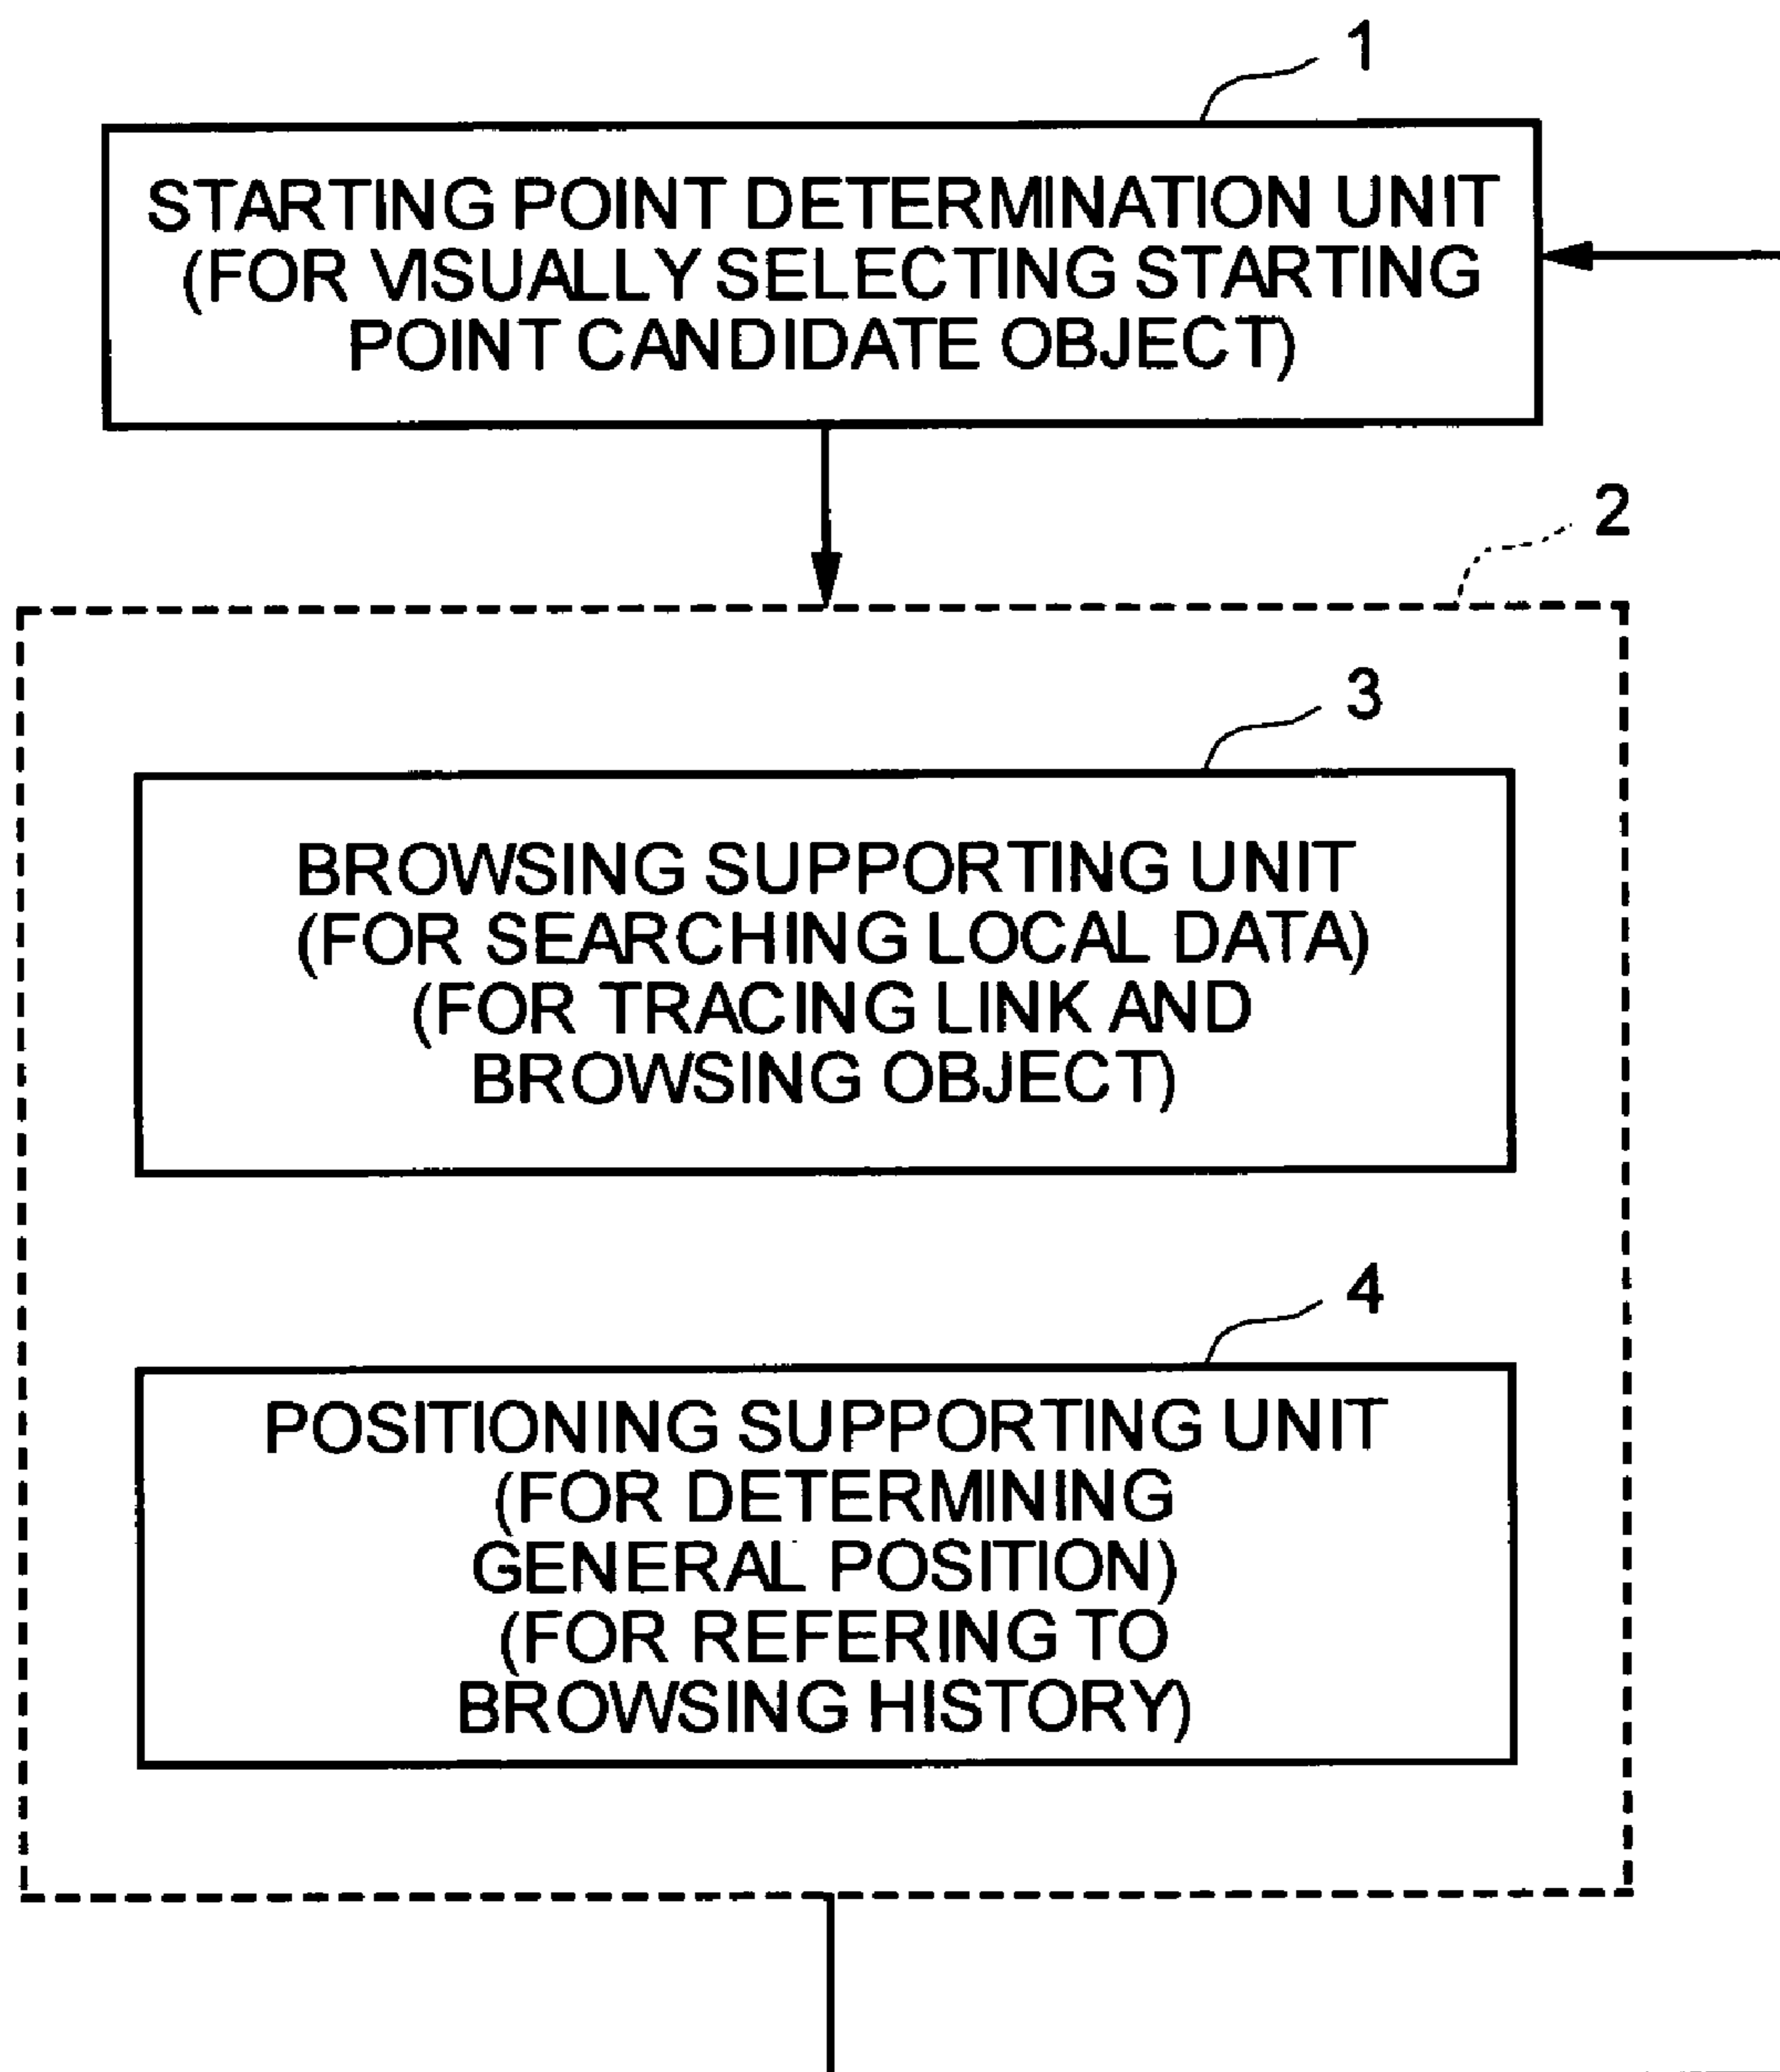 1
STARTING POINT DETERMINATION UNIT
(FOR VISUALLY SELECTING STARTING
POINT CANDIDATE OBJECT)
2
3
BROWSING SUPPORTING UNIT
(FOR SEARCHING LOCAL DATA)
(FOR TRACING LINK AND
BROWSING OBJECT)
4
POSITIONING SUPPORTING UNIT
(FOR DETERMINING
GENERAL POSITION)
(FOR REFERING TO
BROWSING HISTORY)